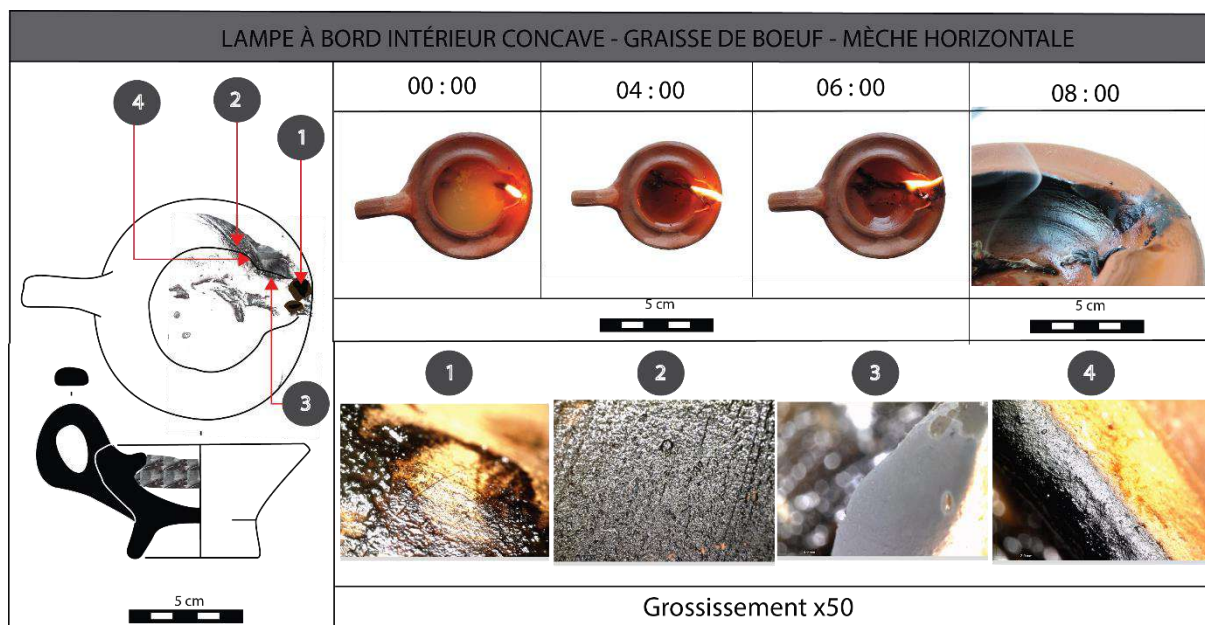 LAMPE À BORD INTÉRIEUR CONCAVE - GRAISSE DE BOEUF - MÈCHE HORIZONTALE
00 : 00
04 : 00
06 : 00
08 : 00
4
2
1
3
5 cm
5 cm
1
2
3
4
5 cm
Grossissement x50